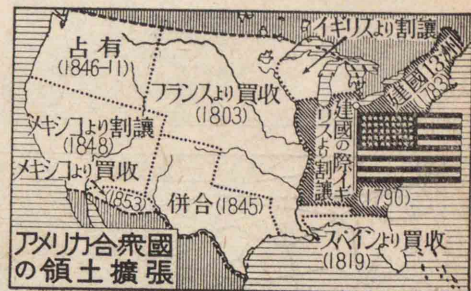 占有
(1846-11)
イギリスより割讓
建國13州
(1783)
フランスより買收
(1803)
メキシコより割讓
(1848)
メキシコより買收
(1853)
併合(1845)
建國の際イギ
リスより割讓
(1790)
スペインより買收
(1819)
アメリカ合衆國
の領土擴張